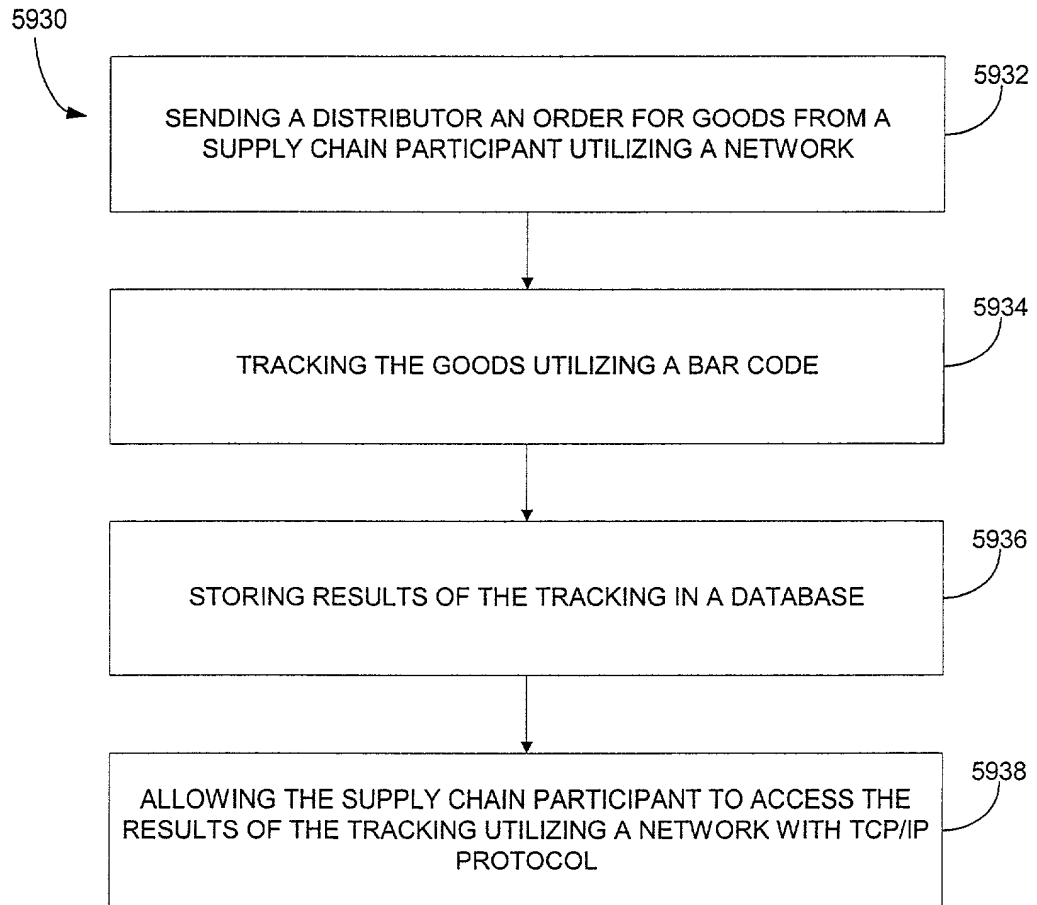 5930
5932
SENDING A DISTRIBUTOR AN ORDER FOR GOODS FROM A
SUPPLY CHAIN PARTICIPANT UTILIZING A NETWORK
5934
TRACKING THE GOODS UTILIZING A BAR CODE
5936
STORING RESULTS OF THE TRACKING IN A DATABASE
5938
ALLOWING THE SUPPLY CHAIN PARTICIPANT TO ACCESS THE
RESULTS OF THE TRACKING UTILIZING A NETWORK WITH TCP/IP
PROTOCOL